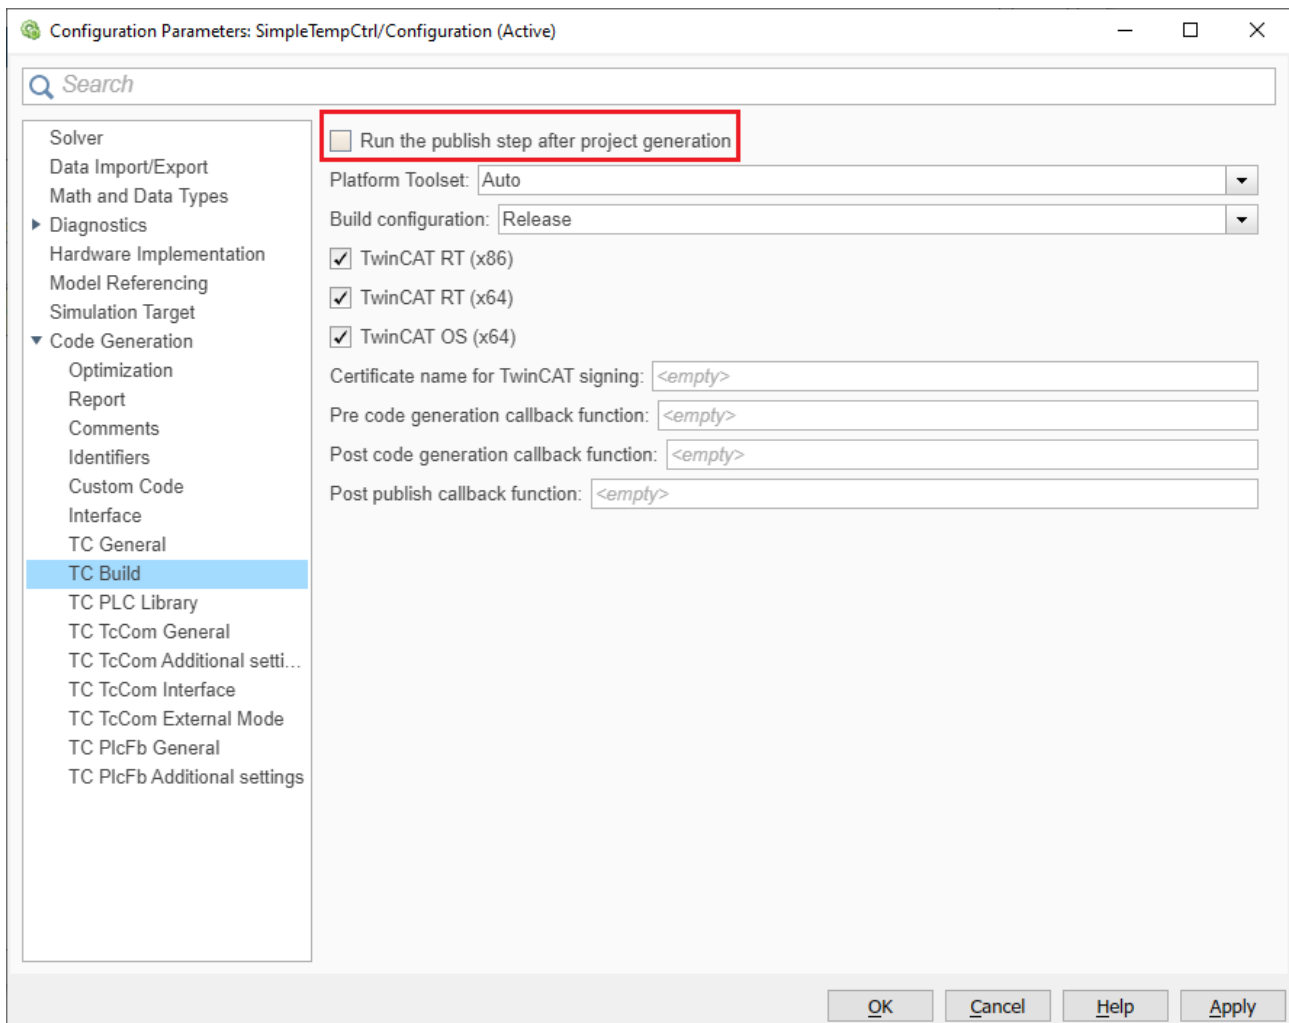 Configuration Parameters: SimpleTempCtrl/Configuration (Active)
Search
Solver
Data Import/Export
Math and Data Types
Diagnostics
Hardware Implementation
Model Referencing
Simulation Target
Code Generation
Optimization
Report
Comments
Identifiers
Custom Code
Interface
TC General
TC Build
TC PLC Library
TC TcCom General
TC TcCom Additional setti...
TC TcCom Interface
TC TcCom External Mode
TC PlcFb General
TC PlcFb Additional settings
Run the publish step after project generation
Platform Toolset: Auto
Build configuration: Release
TwinCAT RT (x86)
TwinCAT RT (x64)
TwinCAT OS (x64)
Certificate name for TwinCAT signing: <empty>
Pre code generation callback function: <empty>
Post code generation callback function: <empty>
Post publish callback function: <empty>
OK Cancel Help Apply